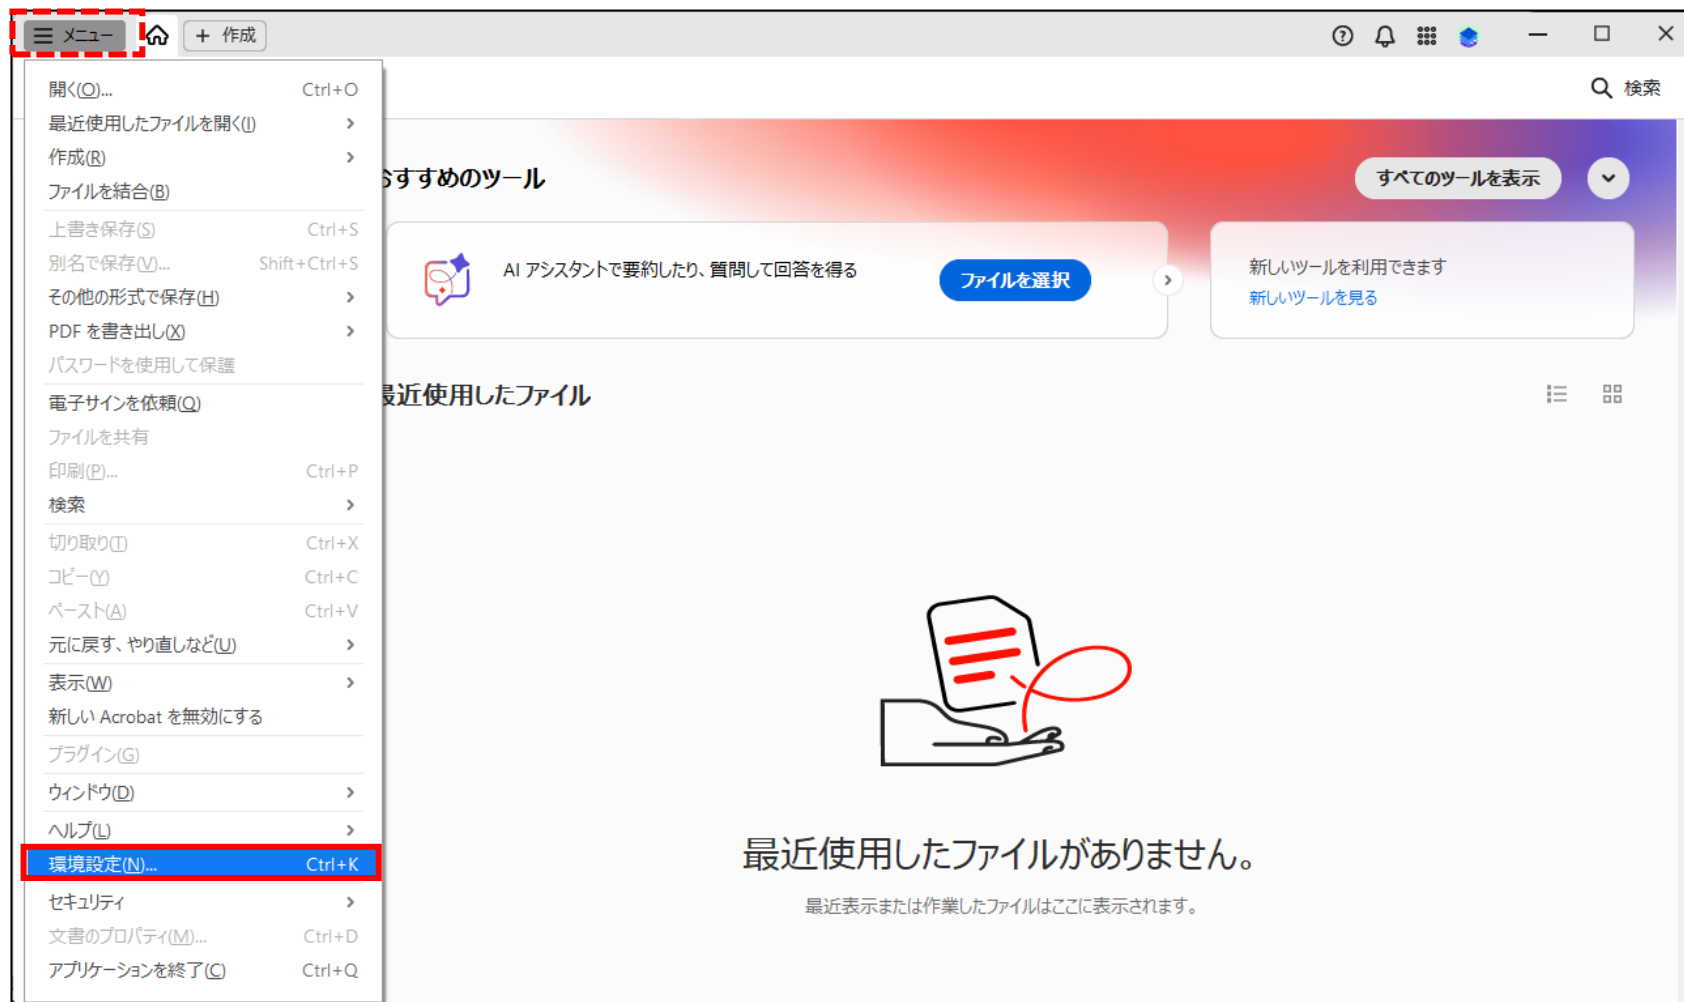 メニュー
+ 作成
開く(O)... Ctrl+O
最近使用したファイルを開く(I)
作成(R)
ファイルを結合(B)
上書き保存(S) Ctrl+S
別名で保存(V)... Shift+Ctrl+S
その他の形式で保存(H)
PDF を書き出し(X)
パスワードを使用して保護
電子サインを依頼(Q)
ファイルを共有
印刷(P)... Ctrl+P
検索
切り取り(T) Ctrl+X
コピー(Y) Ctrl+C
ペースト(A) Ctrl+V
元に戻す、やり直しなど(U)
表示(W)
新しい Acrobat を無効にする
プラグイン(G)
ウィンドウ(D)
ヘルプ(L)
環境設定(N)... Ctrl+K
セキュリティ
文書のプロパティ(M)... Ctrl+D
アプリケーションを終了(C) Ctrl+Q
検索
おすすめのツール
すべてのツールを表示
AI アシスタントで要約したり、質問して回答を得る
ファイルを選択
新しいツールを利用できます
新しいツールを見る
最近使用したファイル
最近使用したファイルがありません。
最近表示または作業したファイルはここに表示されます。